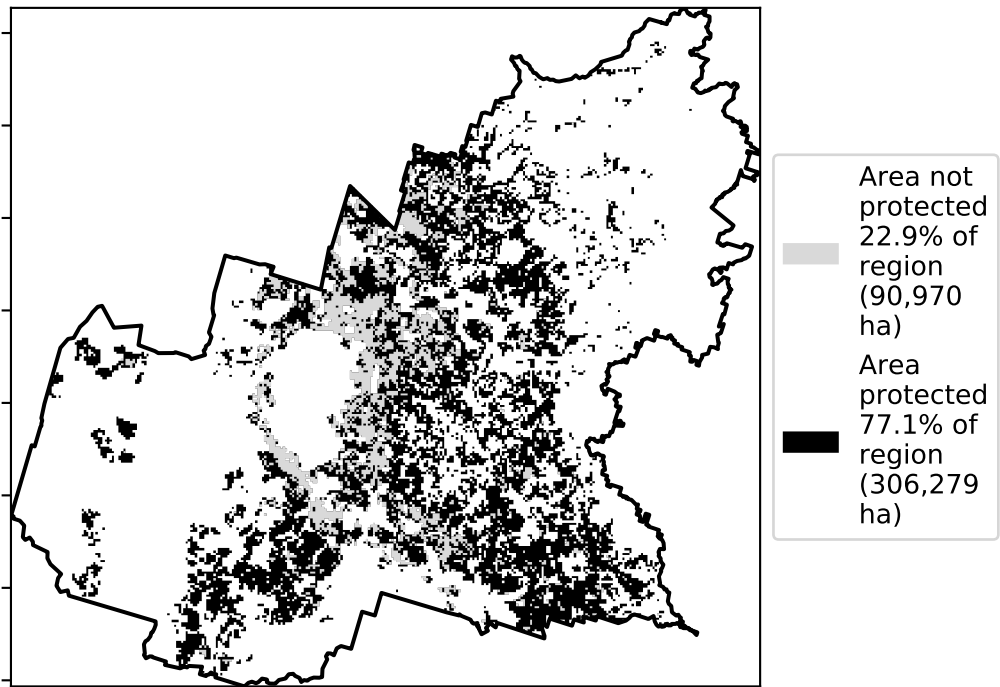 Area not
protected
22.9% of
region
(90,970
ha)
Area
protected
77.1% of
region
(306,279
ha)